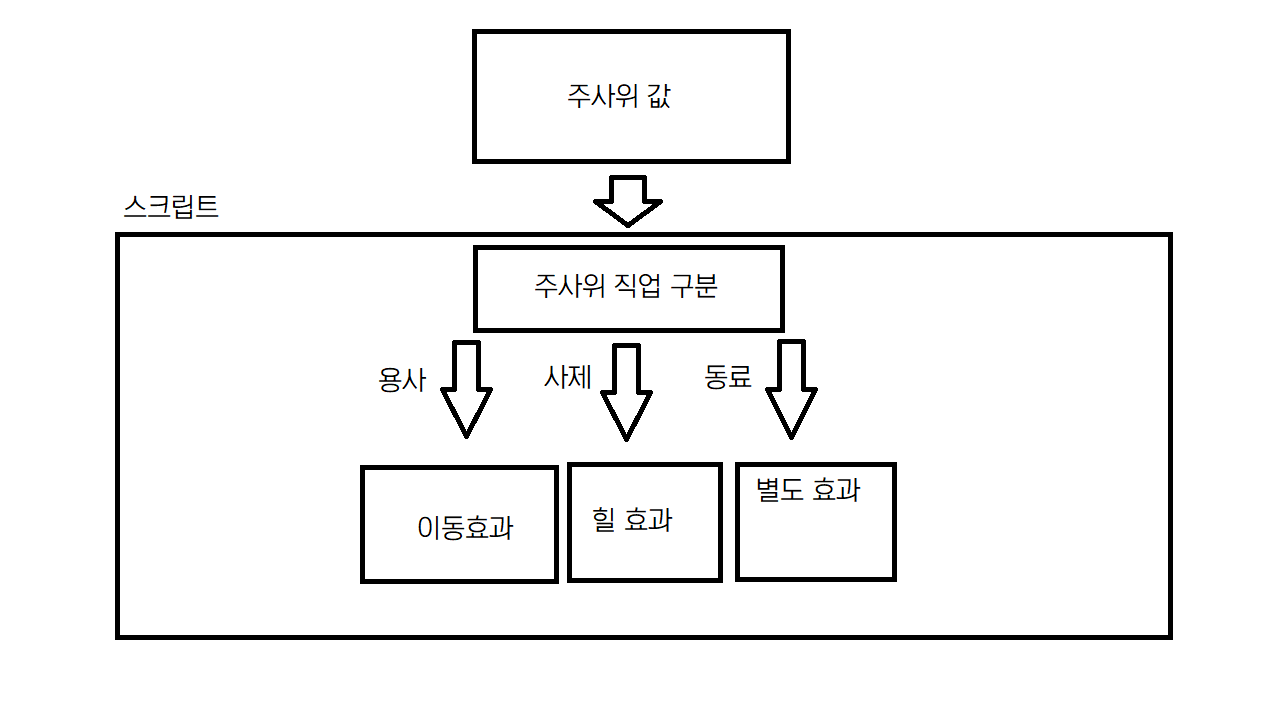 주사위 값
스크립트
주사위 직업 구분
용사
사제
동료
이동효과
힐 효과
별도 효과